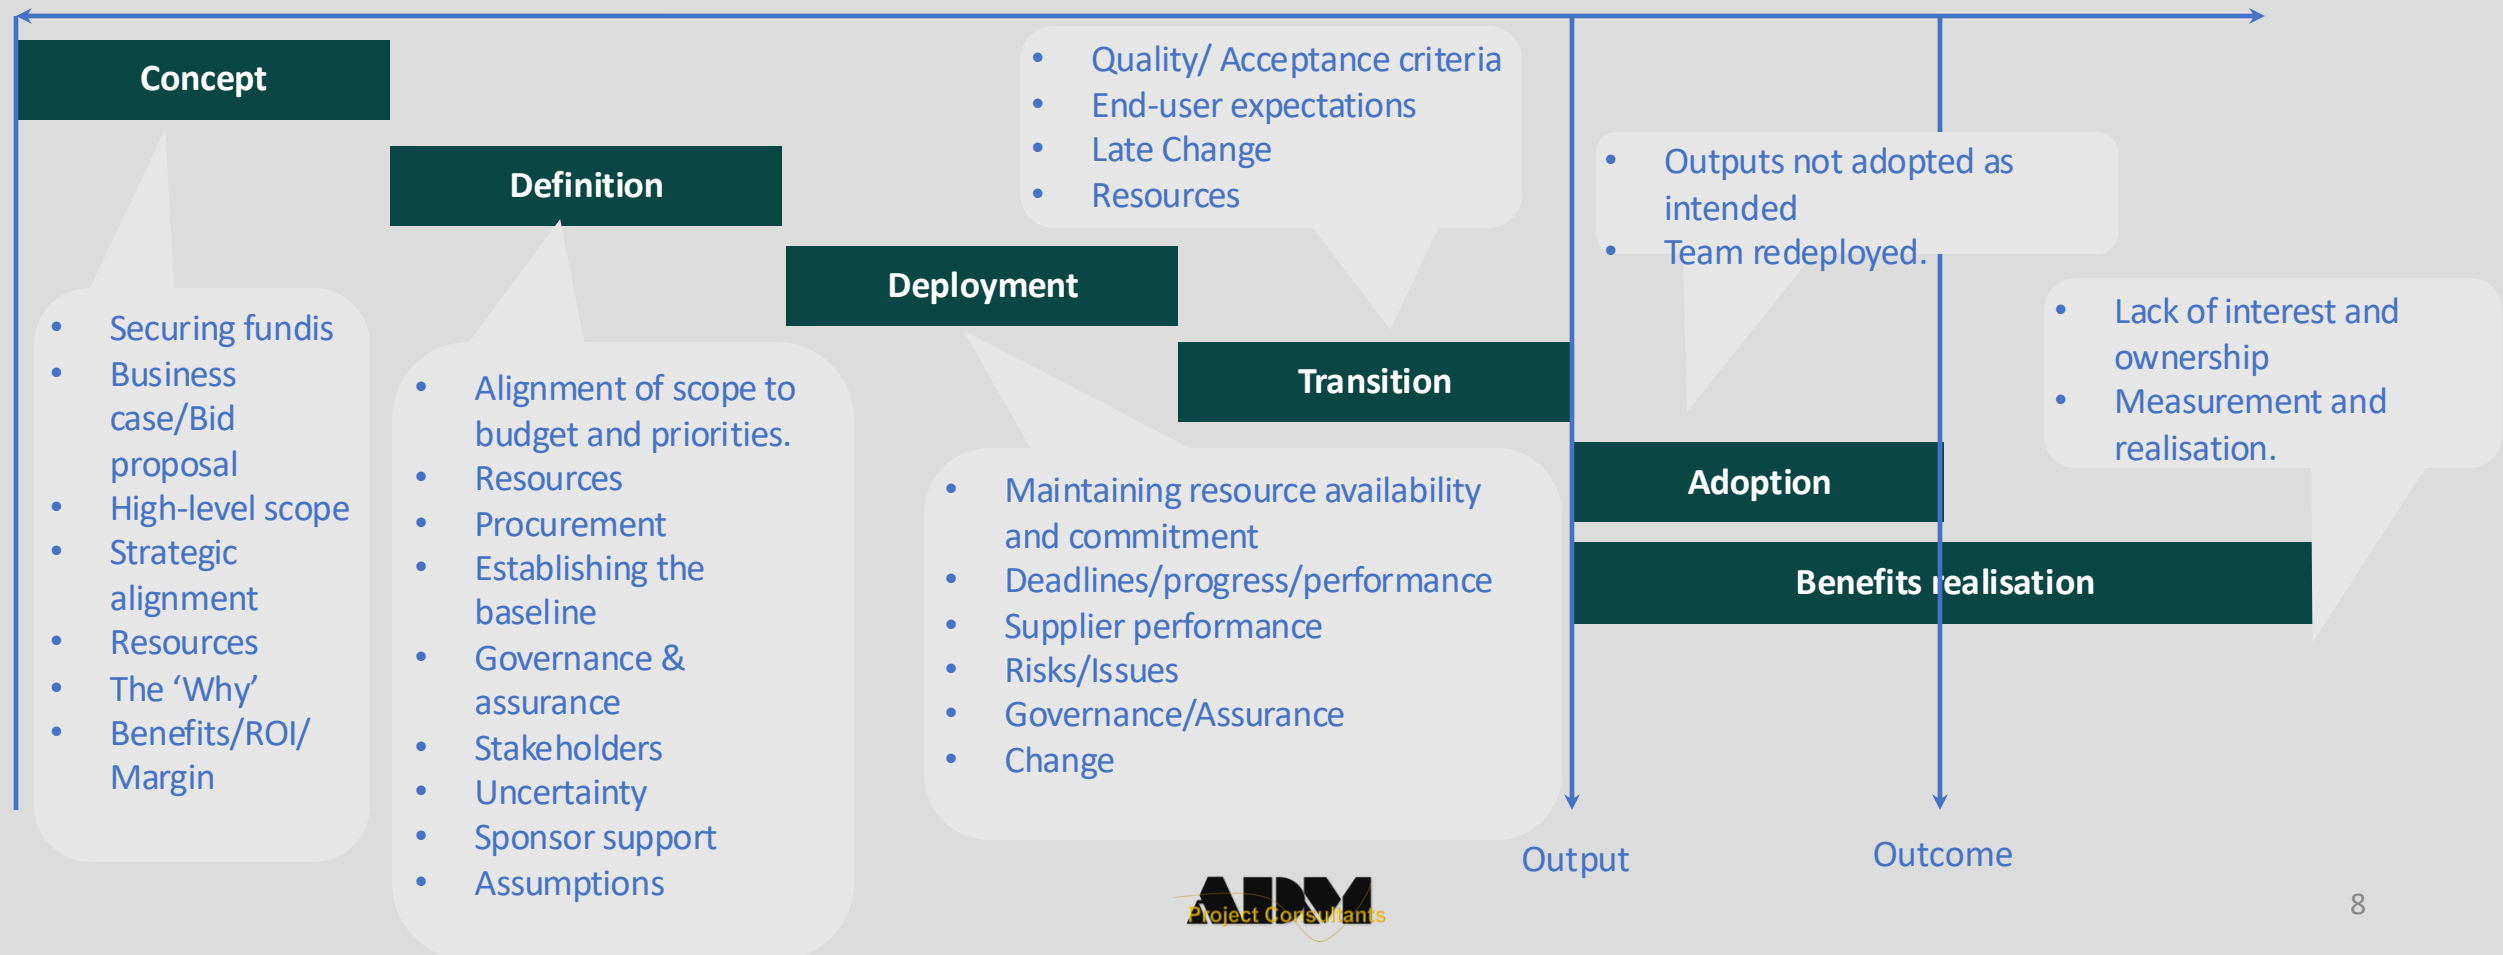 Concept
• Securing fundis
• Business
case/Bid
proposal
• High-level scope
• Strategic
alignment
• Resources
• The ‘Why’
• Benefits/ROI/
Margin
Definition
• Alignment of scope to
budget and priorities.
• Resources
• Procurement
• Establishing the
baseline
• Governance &
assurance
• Stakeholders
• Uncertainty
• Sponsor support
• Assumptions
Deployment
• Maintaining resource availability
and commitment
• Deadlines/progress/performance
• Supplier performance
• Risks/Issues
• Governance/Assurance
• Change
• Quality/ Acceptance criteria
• End-user expectations
• Late Change
• Resources
Transition
• Outputs not adopted as
intended
• Team redeployed.
Adoption
• Lack of interest and
ownership
• Measurement and
realisation.
Benefits realisation
Output
Outcome
ADM
Project Consultants
8